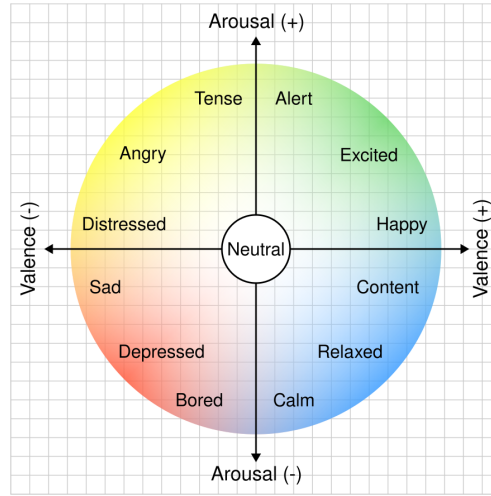 Arousal (+)
Tense
Alert
Angry
Excited
Distressed
Happy
Valence (-)
Neutral
Valence (+)
Sad
Content
Depressed
Relaxed
Bored
Calm
Arousal (-)